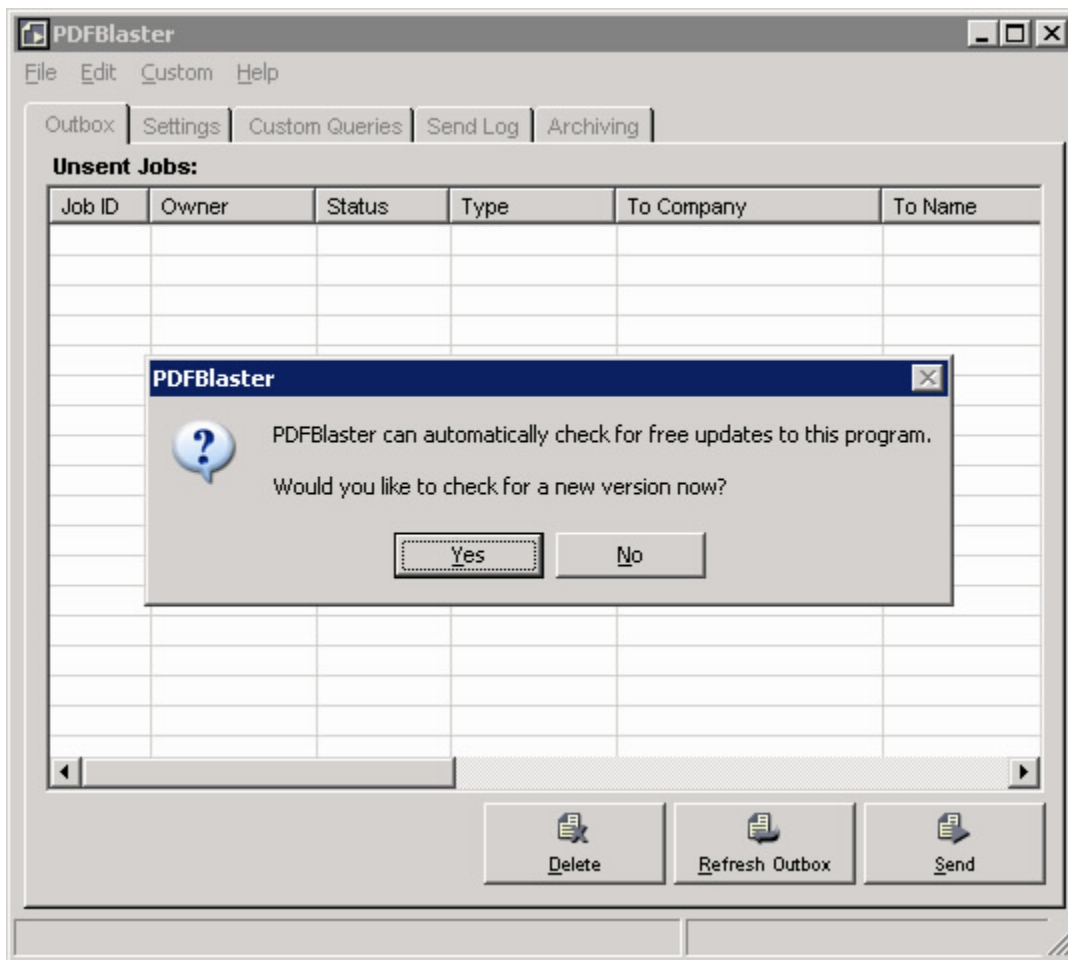 PDFBlaster
File Edit Custom Help
Outbox Settings Custom Queries Send Log Archiving
Unsent Jobs:
Job ID Owner Status Type To Company To Name
PDFBlaster
PDFBlaster can automatically check for free updates to this program.
Would you like to check for a new version now?
Yes No
Delete Refresh Outbox Send